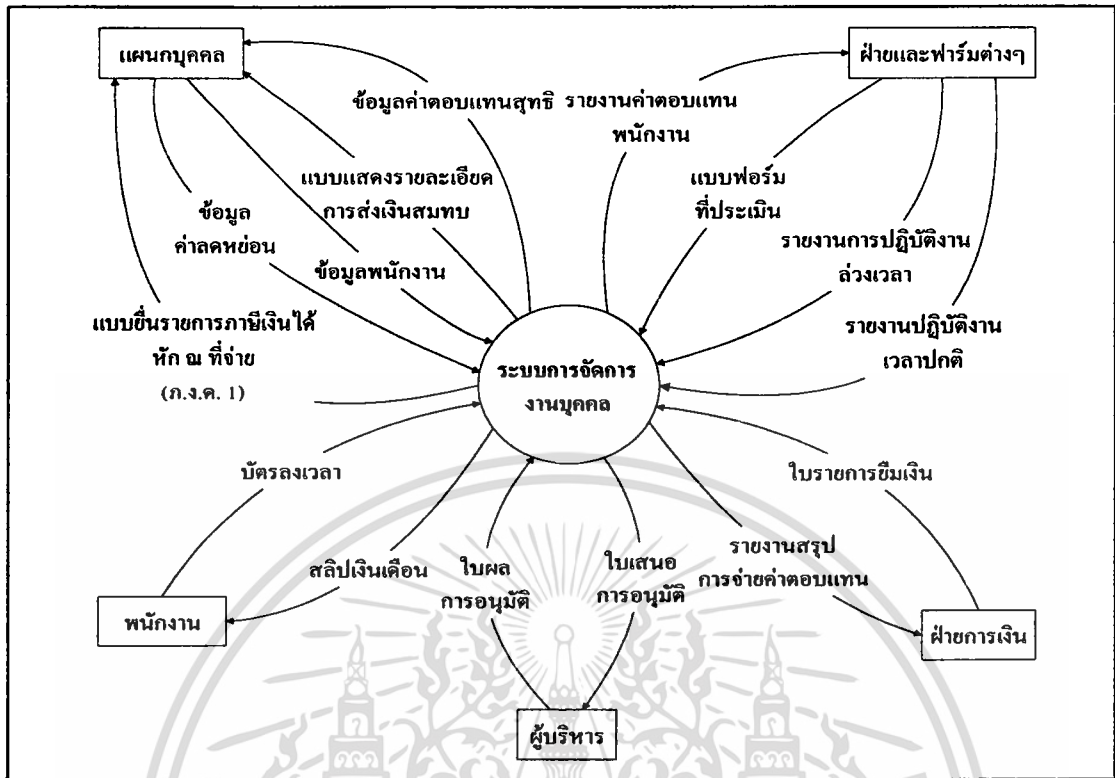 แผนกบุคคล
ฝ่ายและฟาร์มต่างๆ
ข้อมูลค่าตอบแทนสุทธิ
รายงานค่าตอบแทน
พนักงาน
แบบแสดงรายละเอียด
การส่งเงินสมทบ
แบบฟอร์ม
ที่ประเมิน
ข้อมูล
ค่าลดหย่อน
ข้อมูลพนักงาน
รายงานการปฏิบัติงาน
ล่วงเวลา
แบบยื่นรายการภาษีเงินได้
หัก ณ ที่จ่าย
(ภ.ง.ด. 1)
รายงานปฏิบัติงาน
เวลาปกติ
ระบบการจัดการ
งานบุคคล
บัตรลงเวลา
ใบรายการยืมเงิน
สลิปเงินเดือน
ใบผล
การอนุมัติ
ใบเสนอ
การอนุมัติ
รายงานสรุป
การจ่ายค่าตอบแทน
พนักงาน
ฝ่ายการเงิน
ผู้บริหาร